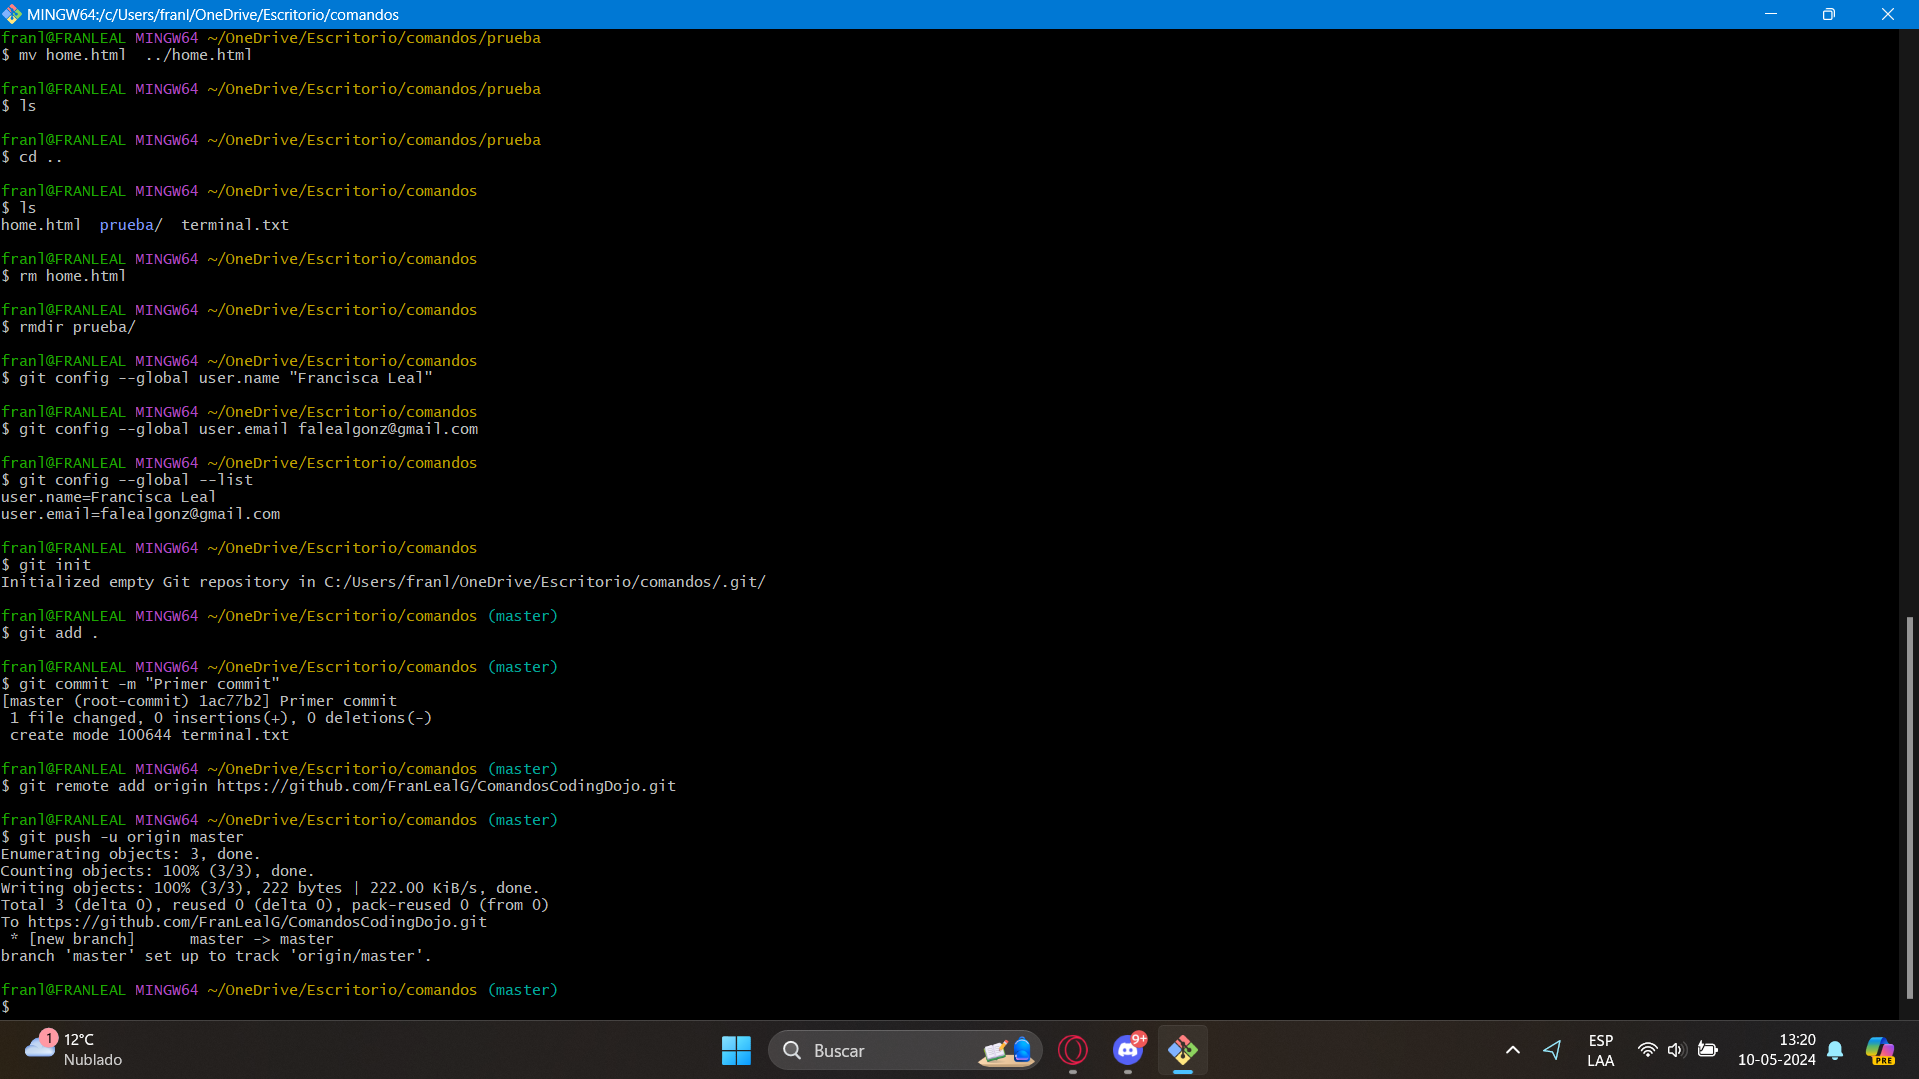 MINGW64:/c/Users/franl/OneDrive/Escritorio/comandos
franl@FRANLEAL MINGW64 ~/OneDrive/Escritorio/comandos/prueba
$ mv home.html  ../home.html
franl@FRANLEAL MINGW64 ~/OneDrive/Escritorio/comandos/prueba
$ ls
franl@FRANLEAL MINGW64 ~/OneDrive/Escritorio/comandos/prueba
$ cd ..
franl@FRANLEAL MINGW64 ~/OneDrive/Escritorio/comandos
$ ls
home.html  prueba/  terminal.txt
franl@FRANLEAL MINGW64 ~/OneDrive/Escritorio/comandos
$ rm home.html
franl@FRANLEAL MINGW64 ~/OneDrive/Escritorio/comandos
$ rmdir prueba/
franl@FRANLEAL MINGW64 ~/OneDrive/Escritorio/comandos
$ git config --global user.name "Francisca Leal"
franl@FRANLEAL MINGW64 ~/OneDrive/Escritorio/comandos
$ git config --global user.email falealgonz@gmail.com
franl@FRANLEAL MINGW64 ~/OneDrive/Escritorio/comandos
$ git config --global --list
user.name=Francisca Leal
user.email=falealgonz@gmail.com
franl@FRANLEAL MINGW64 ~/OneDrive/Escritorio/comandos
$ git init
Initialized empty Git repository in C:/Users/franl/OneDrive/Escritorio/comandos/.git/
franl@FRANLEAL MINGW64 ~/OneDrive/Escritorio/comandos (master)
$ git add .
franl@FRANLEAL MINGW64 ~/OneDrive/Escritorio/comandos (master)
$ git commit -m "Primer commit"
[master (root-commit) 1ac77b2] Primer commit
 1 file changed, 0 insertions(+), 0 deletions(-)
 create mode 100644 terminal.txt
franl@FRANLEAL MINGW64 ~/OneDrive/Escritorio/comandos (master)
$ git remote add origin https://github.com/FranLealG/ComandosCodingDojo.git
franl@FRANLEAL MINGW64 ~/OneDrive/Escritorio/comandos (master)
$ git push -u origin master
Enumerating objects: 3, done.
Counting objects: 100% (3/3), done.
Writing objects: 100% (3/3), 222 bytes | 222.00 KiB/s, done.
Total 3 (delta 0), reused 0 (delta 0), pack-reused 0 (from 0)
To https://github.com/FranLealG/ComandosCodingDojo.git
 * [new branch]      master -> master
branch 'master' set up to track 'origin/master'.
franl@FRANLEAL MINGW64 ~/OneDrive/Escritorio/comandos (master)
$
1
12°C
Nublado
Buscar
9+
ESP
LAA
13:20
10-05-2024
PRE